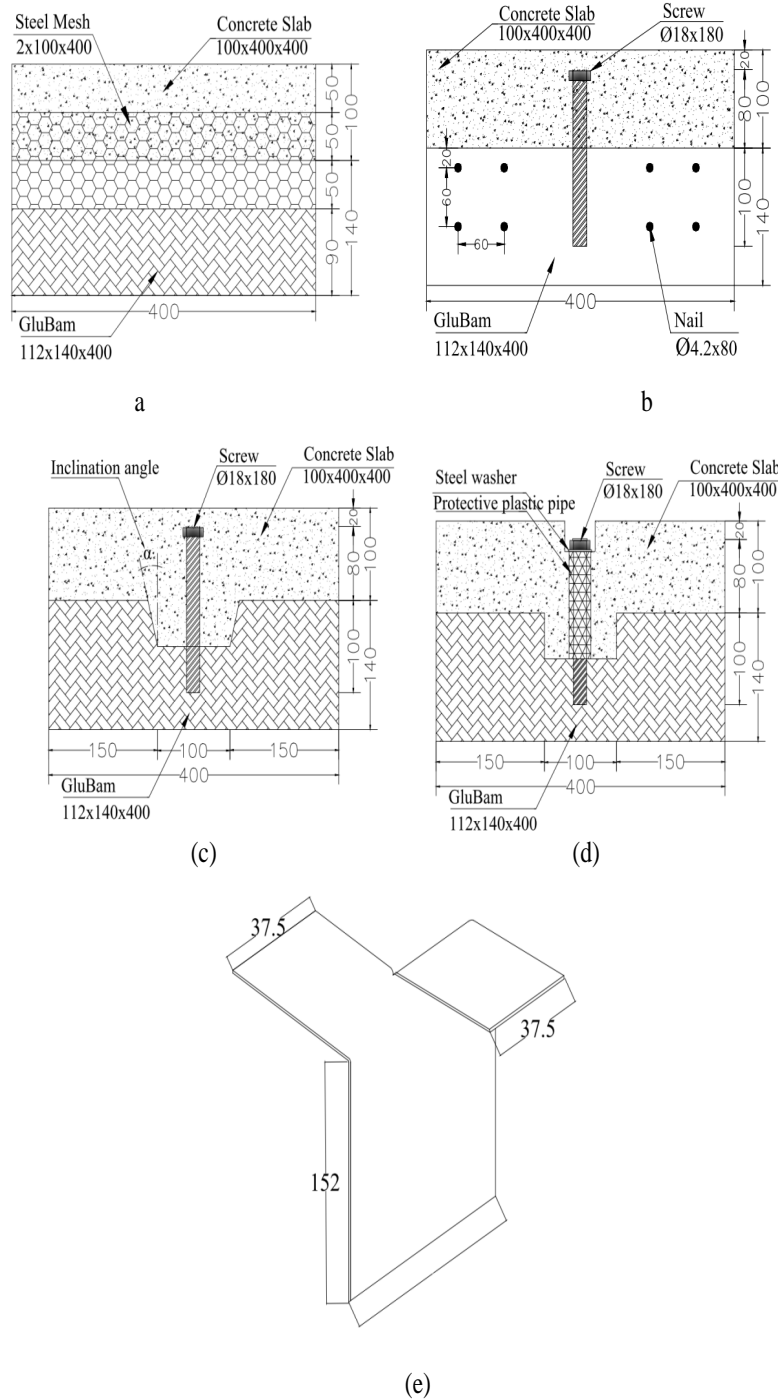 Steel Mesh
2x100x400
Concrete Slab
100x400x400
50
50
100
50
90
140
400
GluBam
112x140x400
a
Concrete Slab
100x400x400
Screw
Ø18x180
20
80
100
20
60
60
100
140
400
GluBam
112x140x400
Nail
Ø4.2x80
b
Inclination angle
Screw
Ø18x180
Concrete Slab
100x400x400
α
20
80
100
100
140
150
100
150
400
GluBam
112x140x400
(c)
Steel washer
Protective plastic pipe
Screw
Ø18x180
Concrete Slab
100x400x400
20
80
100
100
140
150
100
150
400
GluBam
112x140x400
(d)
37.5
37.5
152
(e)